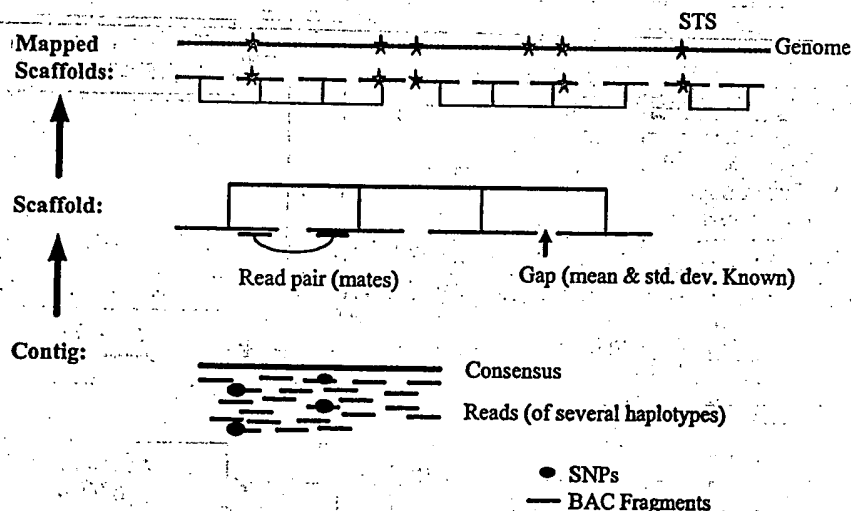 STS
Mapped
Scaffolds:
Genome
Scaffold:
Read pair (mates)
Gap (mean & std. dev. Known)
Contig:
Consensus
Reads (of several haplotypes)
SNPs
BAC Fragments